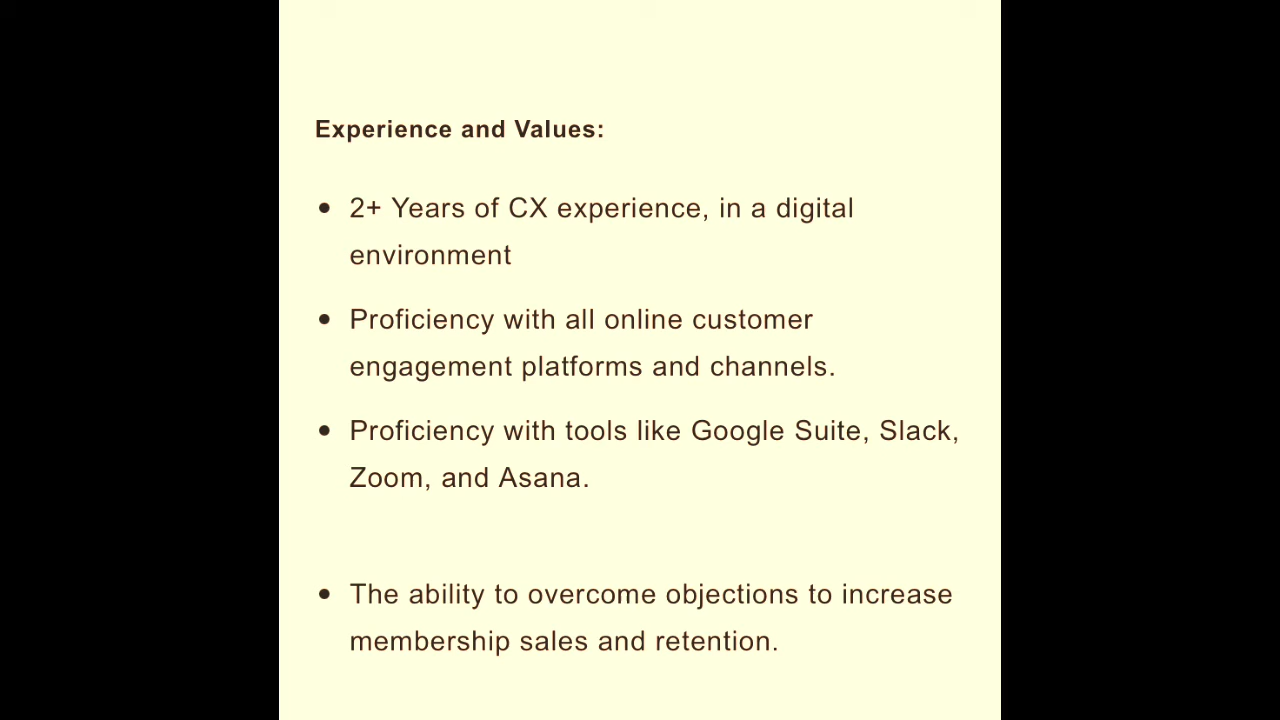 Experience and Values:
• 2+ Years of CX experience, in a digital
environment
• Proficiency with all online customer
engagement platforms and channels.
• Proficiency with tools like Google Suite, Slack,
Zoom, and Asana.
• The ability to overcome objections to increase
membership sales and retention.